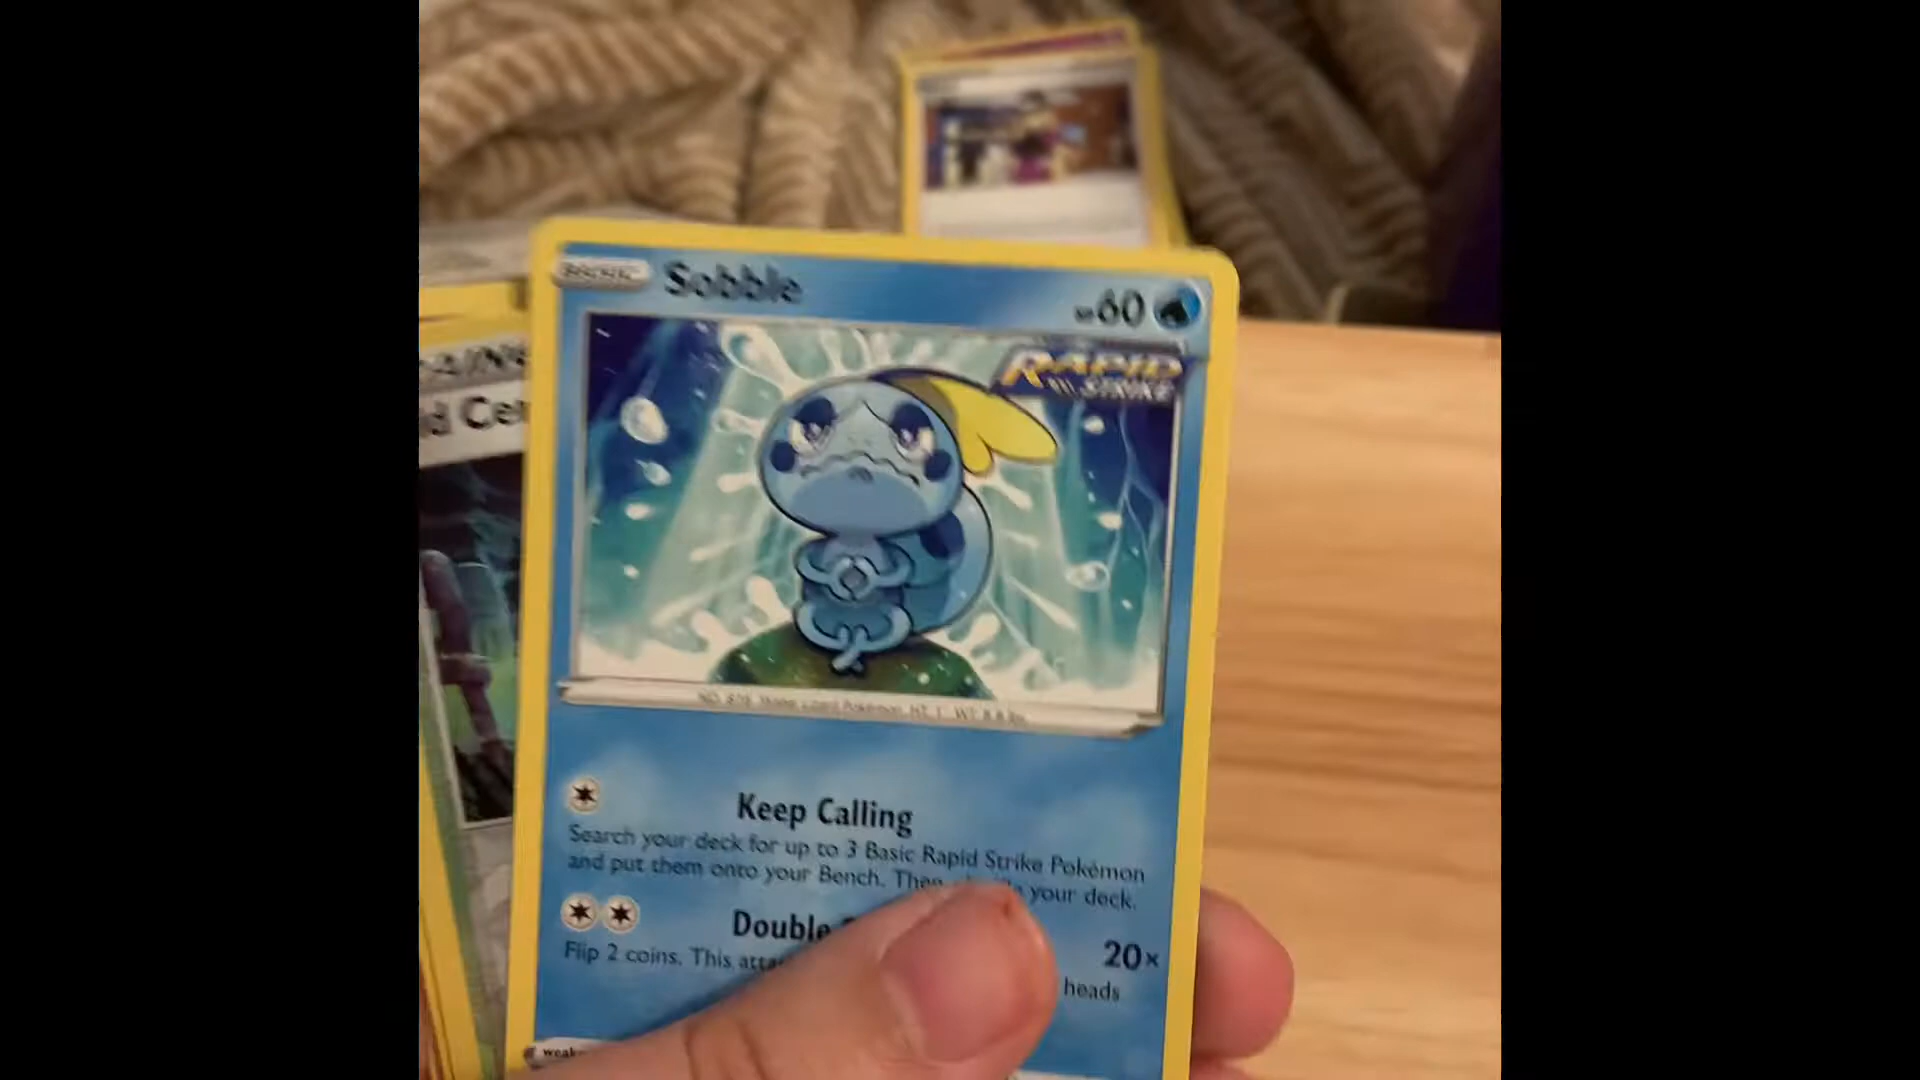 BASIC Sobble 60
RAPID
STRIKE
Keep Calling
Search your deck for up to 3 Basic Rapid Strike Pokémon
and put them onto your Bench. Then your deck.
Double 20×
Flip 2 coins. This heads